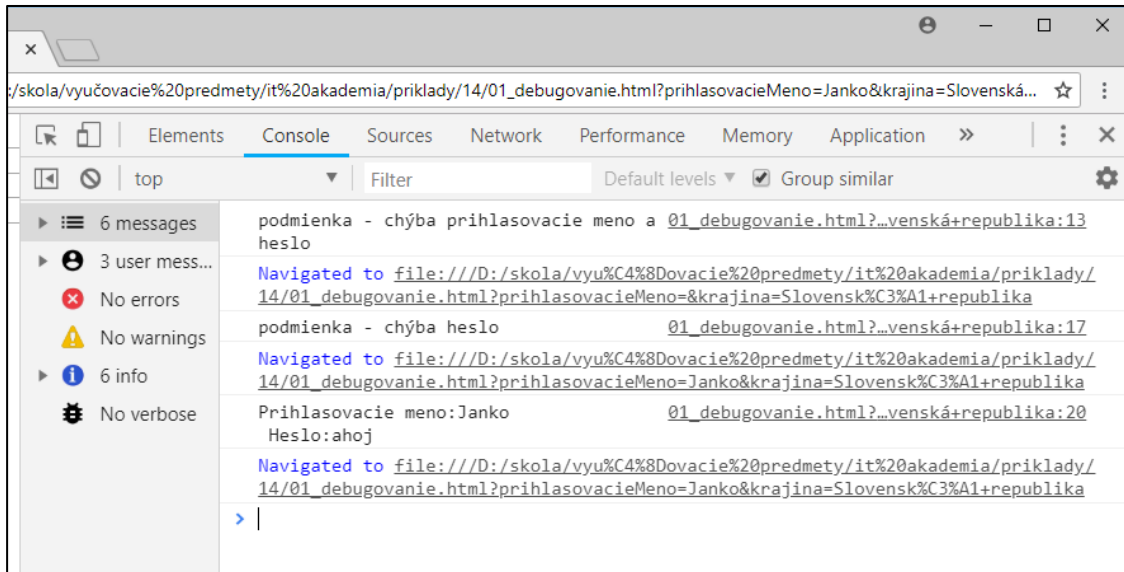 :/skola/vyučovacie%20predmety/it%20akademia/priklady/14/01_debugovanie.html?prihlasovacieMeno=Janko&krajina=Slovenská...
Elements Console Sources Network Performance Memory Application »
top Filter Default levels Group similar
6 messages
3 user mess...
No errors
No warnings
6 info
No verbose
podmienka - chýba prihlasovacie meno a 01_debugovanie.html?…venská+republika:13
heslo
Navigated to file:///D:/skola/vyu%C4%8Dovacie%20predmety/it%20akademia/priklady/
14/01_debugovanie.html?prihlasovacieMeno=&krajina=Slovensk%C3%A1+republika
podmienka - chýba heslo 01_debugovanie.html?…venská+republika:17
Navigated to file:///D:/skola/vyu%C4%8Dovacie%20predmety/it%20akademia/priklady/
14/01_debugovanie.html?prihlasovacieMeno=Janko&krajina=Slovensk%C3%A1+republika
Prihlasovacie meno:Janko 01_debugovanie.html?…venská+republika:20
Heslo:ahoj
Navigated to file:///D:/skola/vyu%C4%8Dovacie%20predmety/it%20akademia/priklady/
14/01_debugovanie.html?prihlasovacieMeno=Janko&krajina=Slovensk%C3%A1+republika
>